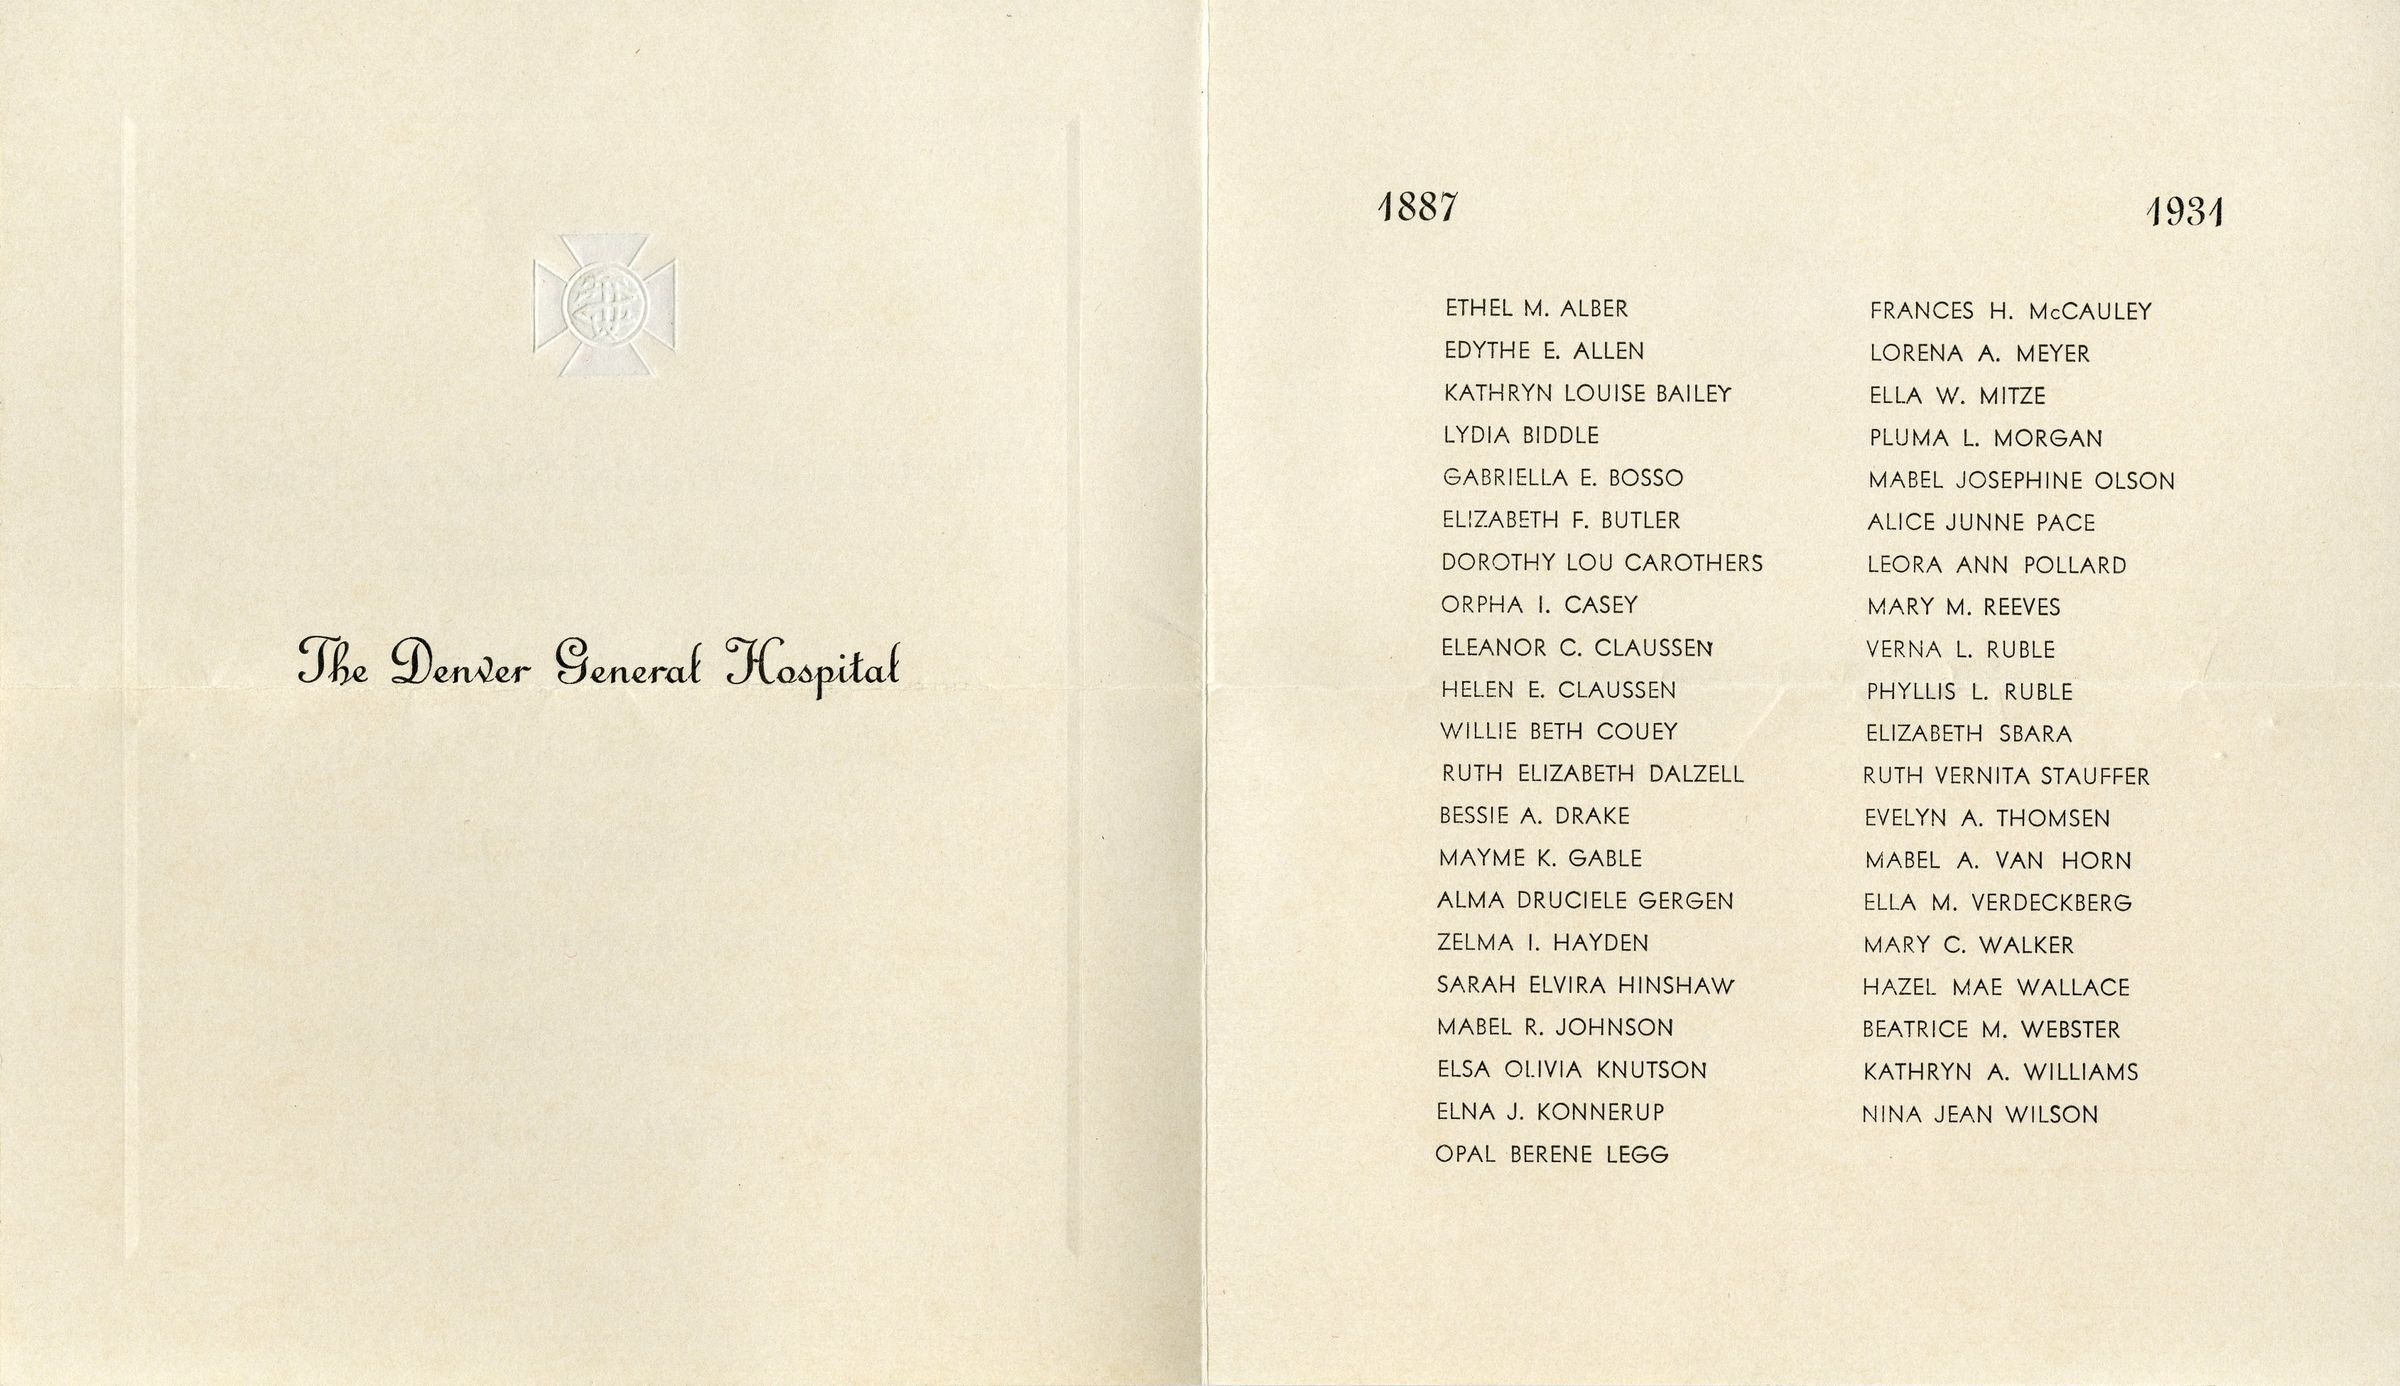 The Denver General Hospital
1887
1931
ETHEL M. ALBER
EDYTHE E. ALLEN
KATHRYN LOUISE BAILEY
LYDIA BIDDLE
GABRIELLA E. BOSSO
ELIZABETH F. BUTLER
DOROTHY LOU CAROTHERS
ORPHA I. CASEY
ELEANOR C. CLAUSSEN
HELEN E. CLAUSSEN
WILLIE BETH COUEY
RUTH ELIZABETH DALZELL
BESSIE A. DRAKE
MAYME K. GABLE
ALMA DRUCIELE GERGEN
ZELMA I. HAYDEN
SARAH ELVIRA HINSHAW
MABEL R. JOHNSON
ELSA OLIVIA KNUTSON
ELNA J. KONNERUP
OPAL BERENE LEGG
FRANCES H. McCAULEY
LORENA A. MEYER
ELLA W. MITZE
PLUMA L. MORGAN
MABEL JOSEPHINE OLSON
ALICE JUNNE PACE
LEORA ANN POLLARD
MARY M. REEVES
VERNA L. RUBLE
PHYLLIS L. RUBLE
ELIZABETH SBARA
RUTH VERNITA STAUFFER
EVELYN A. THOMSEN
MABEL A. VAN HORN
ELLA M. VERDECKBERG
MARY C. WALKER
HAZEL MAE WALLACE
BEATRICE M. WEBSTER
KATHRYN A. WILLIAMS
NINA JEAN WILSON